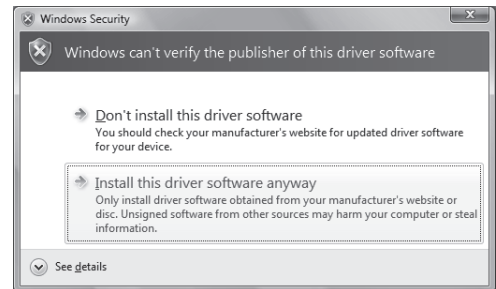 Windows Security
Windows can't verify the publisher of this driver software
Don't install this driver software
You should check your manufacturer's website for updated driver software
for your device.
Install this driver software anyway
Only install driver software obtained from your manufacturer's website or
disc. Unsigned software from other sources may harm your computer or steal
information.
See details